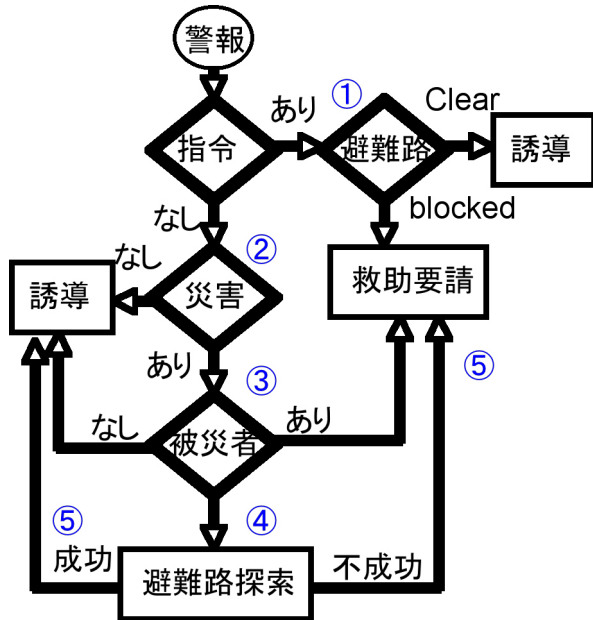 警報
①
あり
Clear
指令
避難路
誘導
なし
blocked
②
なし
災害
救助要請
誘導
あり
③
⑤
なし
被災者
あり
⑤
④
成功
避難路探索
不成功